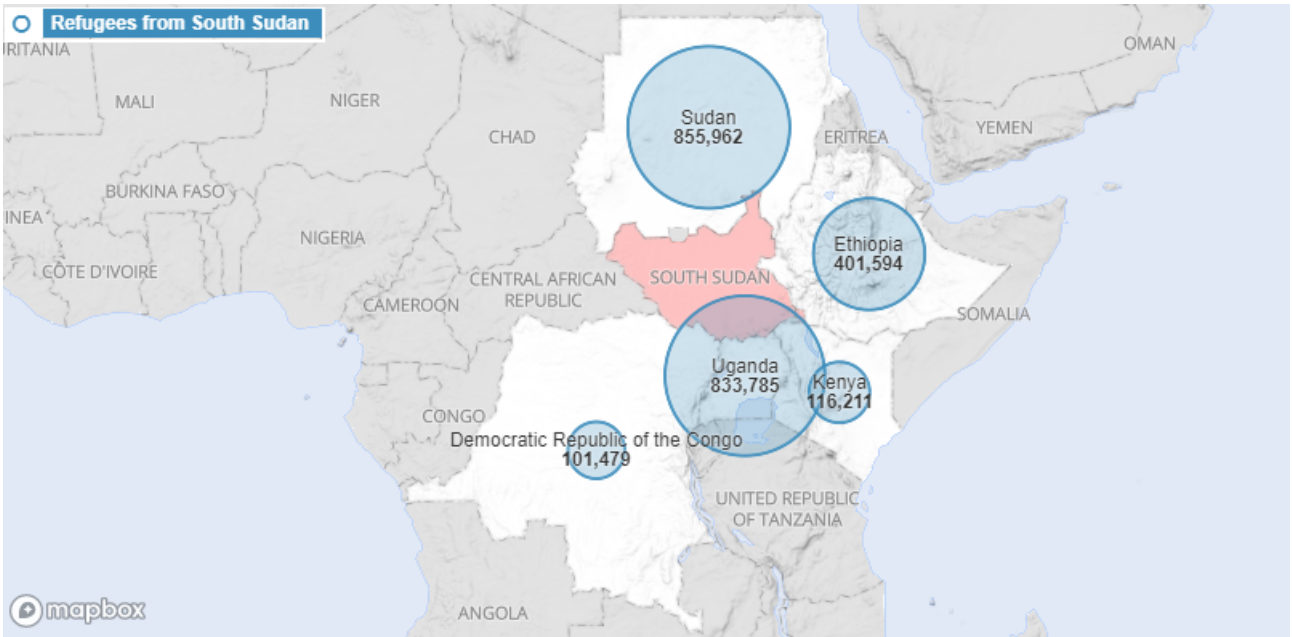 Refugees from South Sudan
OMAN
MALI
NIGER
CHAD
YEMEN
ERITREA
Sudan
855,962
BURKINA FASO
NIGERIA
Ethiopia
401,594
CÔTE D'IVOIRE
CENTRAL AFRICAN
REPUBLIC
SOUTH SUDAN
CAMEROON
SOMALIA
Uganda
833,785
Kenya
116,211
CONGO
Democratic Republic of the Congo
101,479
UNITED REPUBLIC
OF TANZANIA
ANGOLA
mapbox